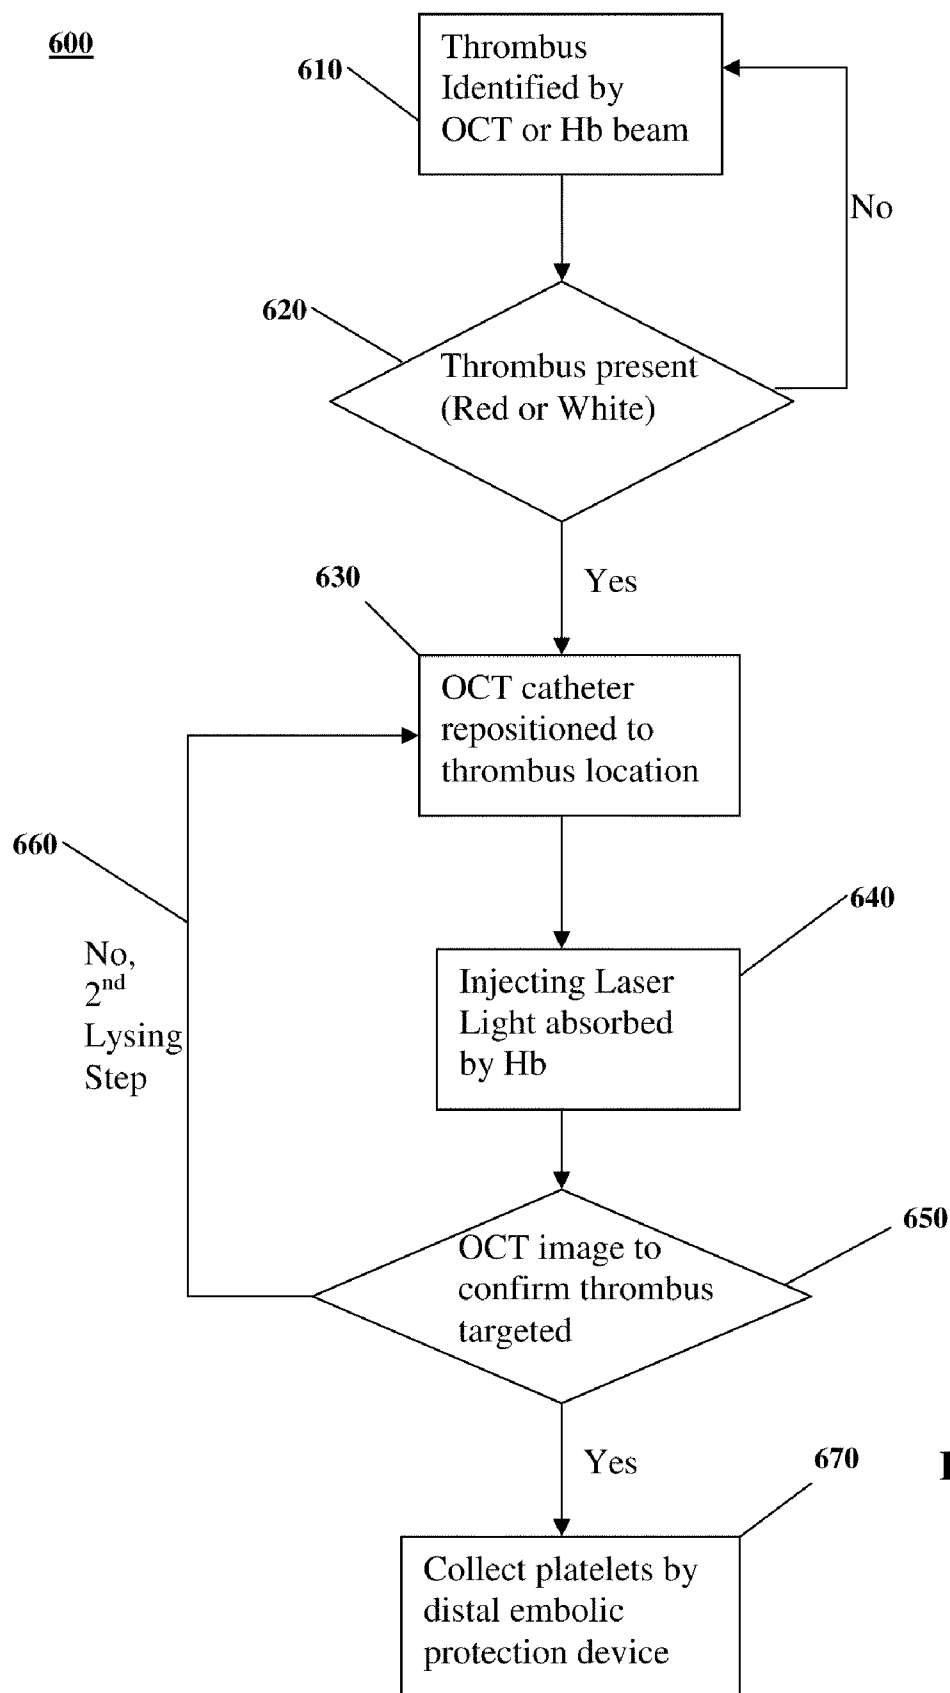 600
610
Thrombus
Identified by
OCT or Hb beam
No
620
Thrombus present
(Red or White)
Yes
630
OCT catheter
repositioned to
thrombus location
660
640
No,
2nd
Lysing
Step
Injecting Laser
Light absorbed
by Hb
650
OCT image to
confirm thrombus
targeted
Yes
670
Collect platelets by
distal embolic
protection device